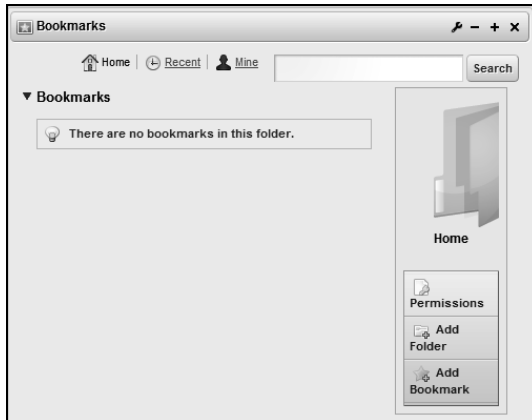 Bookmarks
Home Recent Mine Search
Bookmarks
There are no bookmarks in this folder.
Home
Permissions
Add
Folder
Add
Bookmark